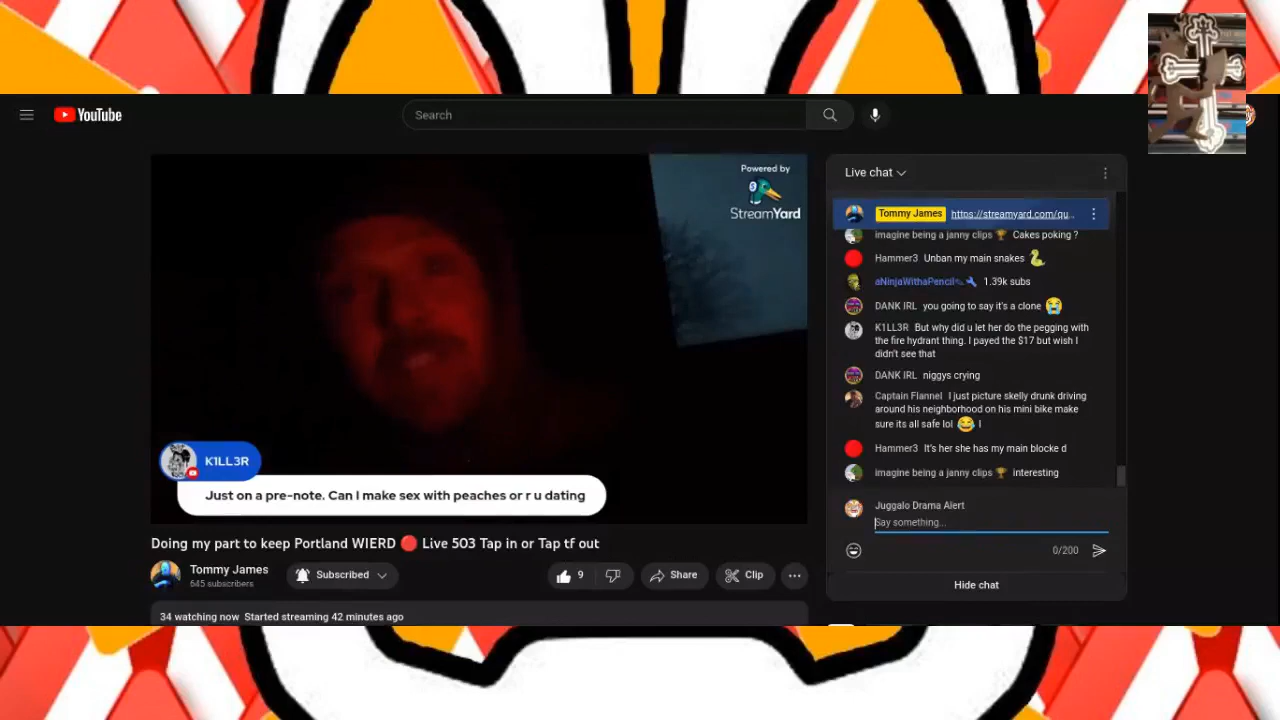 YouTube
Search
Powered by
StreamYard
K1LL3R
Just on a pre-note. Can I make sex with peaches or r u dating
Doing my part to keep Portland WIERD 🔴 Live 503 Tap in or Tap tf out
Tommy James
645 subscribers
Subscribed
9
Share
Clip
34 watching now Started streaming 42 minutes ago
Live chat
Tommy James https://streamyard.com/qu...
imagine being a janny clips 🏆 Cakes poking ?
Hammer3 Unban my main snakes 🐍
aNinjaWithaPencil 1.39k subs
DANK IRL you going to say it's a clone 😭
K1LL3R But why did u let her do the pegging with
the fire hydrant thing. I payed the $17 but wish I
didn't see that
DANK IRL niggys crying
Captain Flannel I just picture skelly drunk driving
around his neighborhood on his mini bike make
sure its all safe lol 😂 I
Hammer3 It's her she has my main blocke d
imagine being a janny clips 🏆 interesting
Juggalo Drama Alert
Say something...
0/200
Hide chat